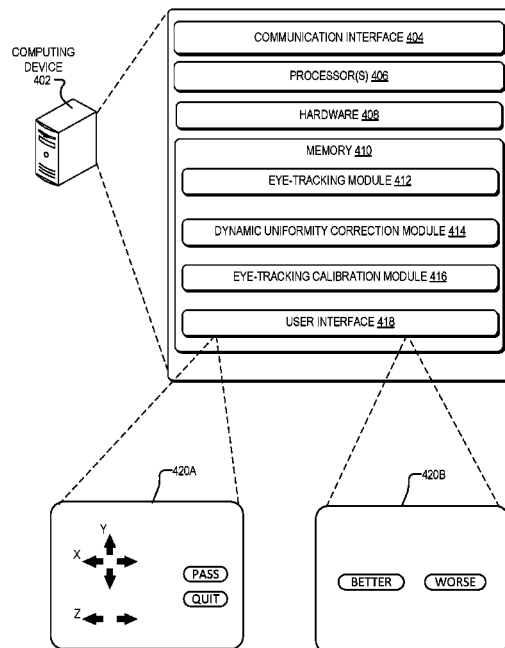 COMPUTING
DEVICE
402
COMMUNICATION INTERFACE 404
PROCESSOR(S) 406
HARDWARE 408
MEMORY 410
EYE-TRACKING MODULE 412
DYNAMIC UNIFORMITY CORRECTION MODULE 414
EYE-TRACKING CALIBRATION MODULE 416
USER INTERFACE 418
420A
Y
X
Z
PASS
QUIT
420B
BETTER WORSE